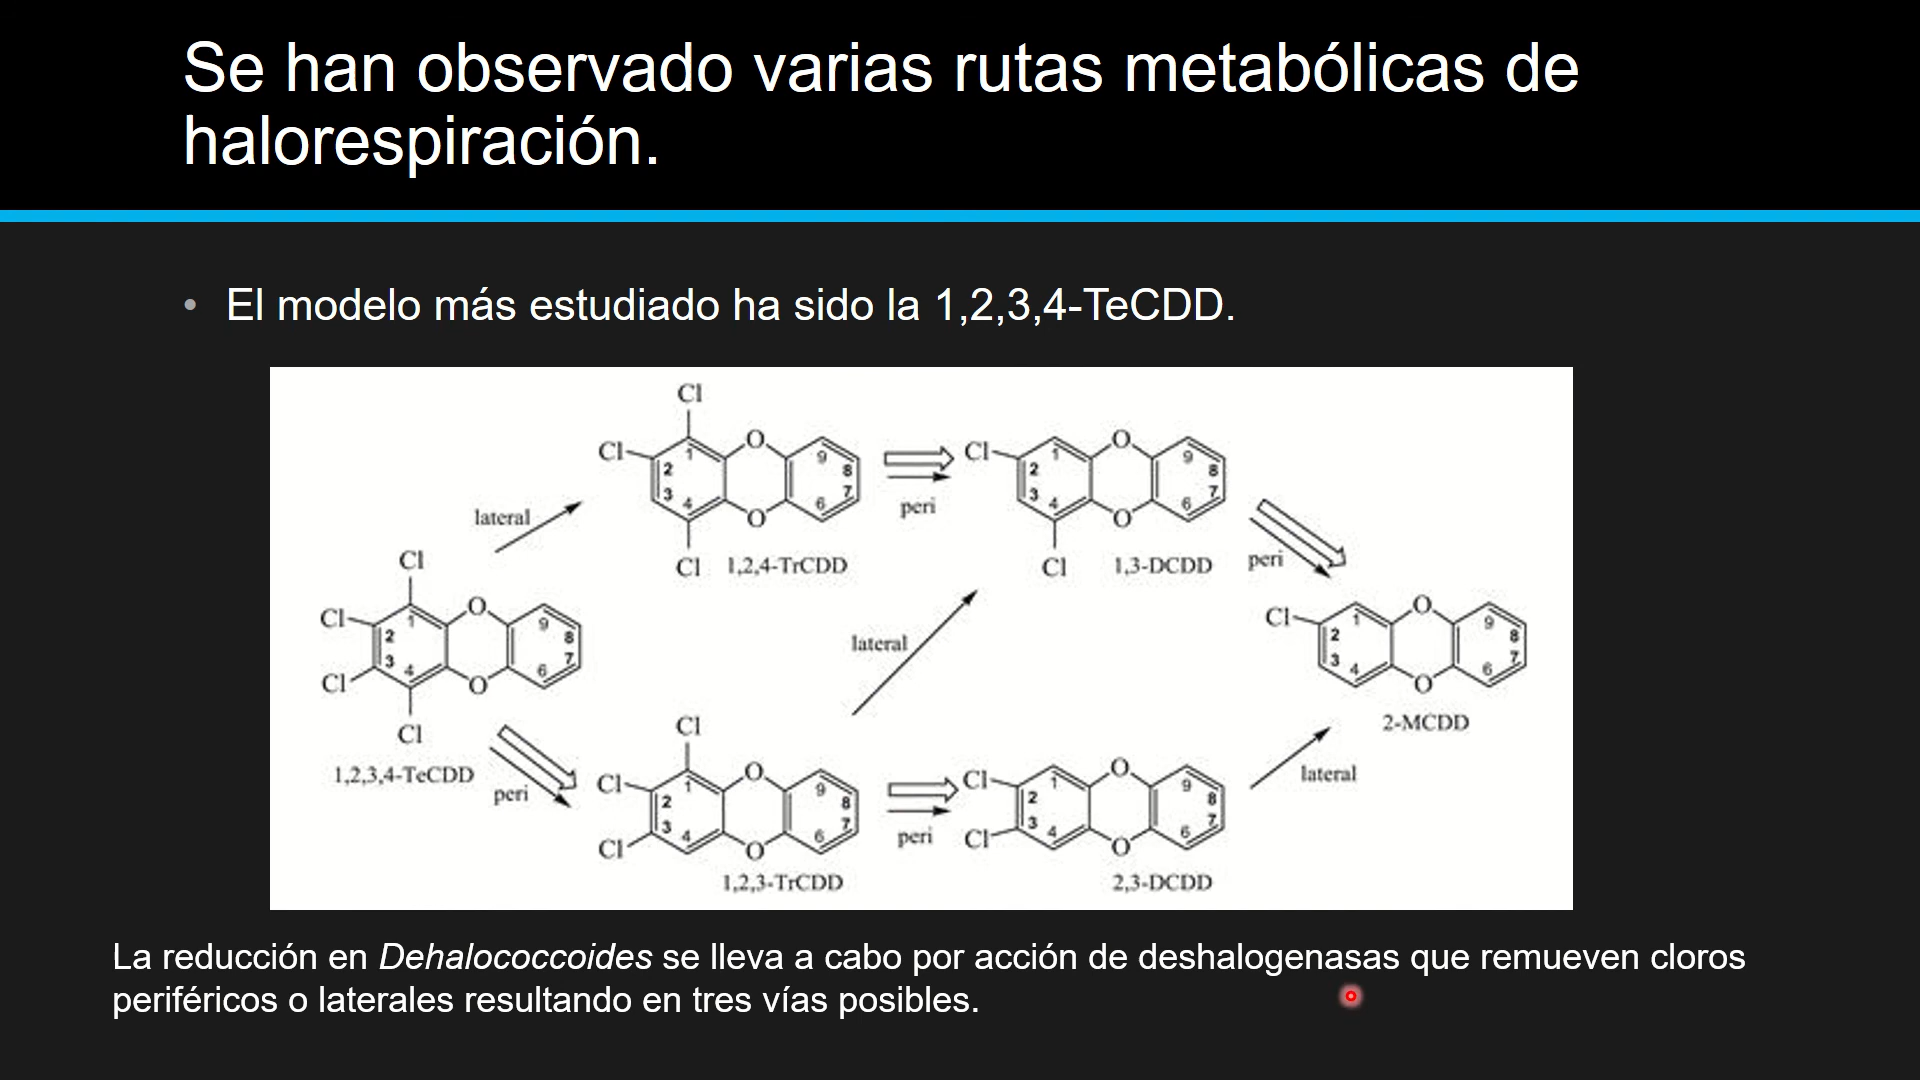 Se han observado varias rutas metabólicas de
halorespiración.
• El modelo más estudiado ha sido la 1,2,3,4-TeCDD.
Cl
Cl
O
1
2
3
4
9
8
7
6
O
Cl
1,2,4-TrCDD
lateral
peri
Cl
O
1
2
3
4
9
8
7
6
O
Cl
1,3-DCDD
peri
Cl
Cl
O
1
2
3
4
9
8
7
6
Cl
O
Cl
1,2,3,4-TeCDD
peri
lateral
Cl
O
1
2
3
4
9
8
7
6
O
2-MCDD
Cl
Cl
O
1
2
3
4
9
8
7
6
Cl
O
1,2,3-TrCDD
peri
Cl
O
1
2
3
4
9
8
7
6
Cl
O
2,3-DCDD
lateral
La reducción en Dehalococcoides se lleva a cabo por acción de deshalogenasas que remueven cloros
periféricos o laterales resultando en tres vías posibles.